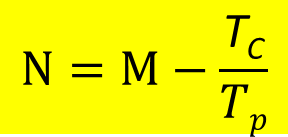 N = M − T_C / T_p